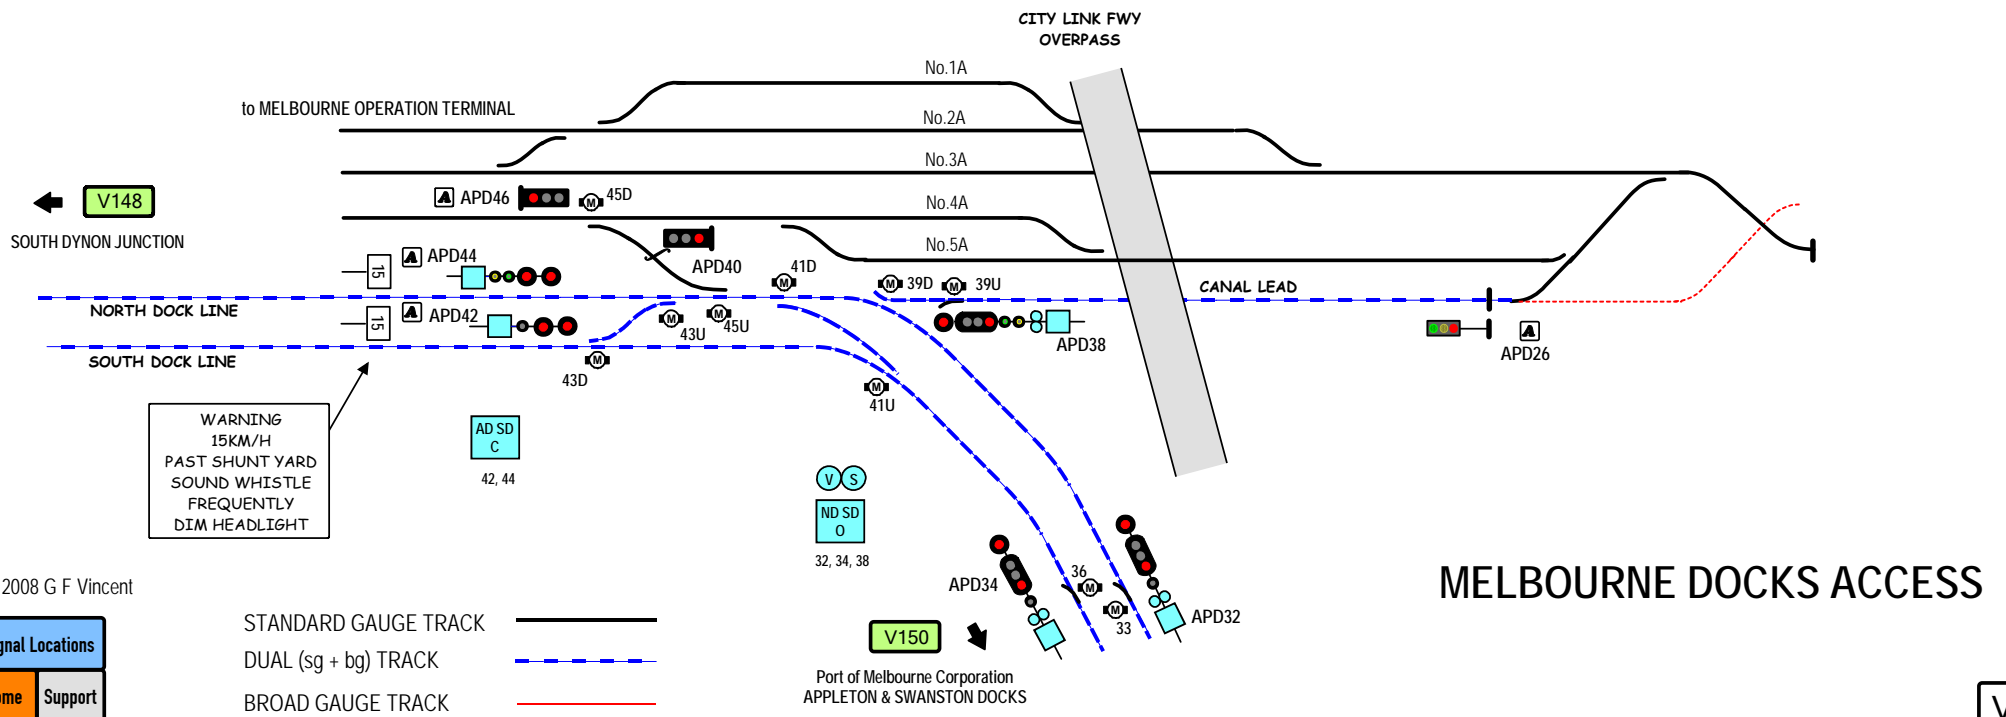 CITY LINK FWY
OVERPASS
No.1A
to MELBOURNE OPERATION TERMINAL
No.2A
No.3A
V148
A APD46
M 45D
No.4A
SOUTH DYNON JUNCTION
No.5A
A APD44
APD40
41D
M
M 39D
M 39U
15
CANAL LEAD
NORTH DOCK LINE
A APD42
15
M
43U
M
45U
APD38
A
APD26
SOUTH DOCK LINE
M
43D
M
41U
WARNING
15KM/H
PAST SHUNT YARD
SOUND WHISTLE
FREQUENTLY
DIM HEADLIGHT
AD SD
C
42, 44
V S
ND SD
O
32, 34, 38
APD34
36
M
M
33
APD32
2008 G F Vincent
MELBOURNE DOCKS ACCESS
gnal Locations
ome
Support
STANDARD GAUGE TRACK
DUAL (sg + bg) TRACK
BROAD GAUGE TRACK
V150
Port of Melbourne Corporation
APPLETON & SWANSTON DOCKS
V